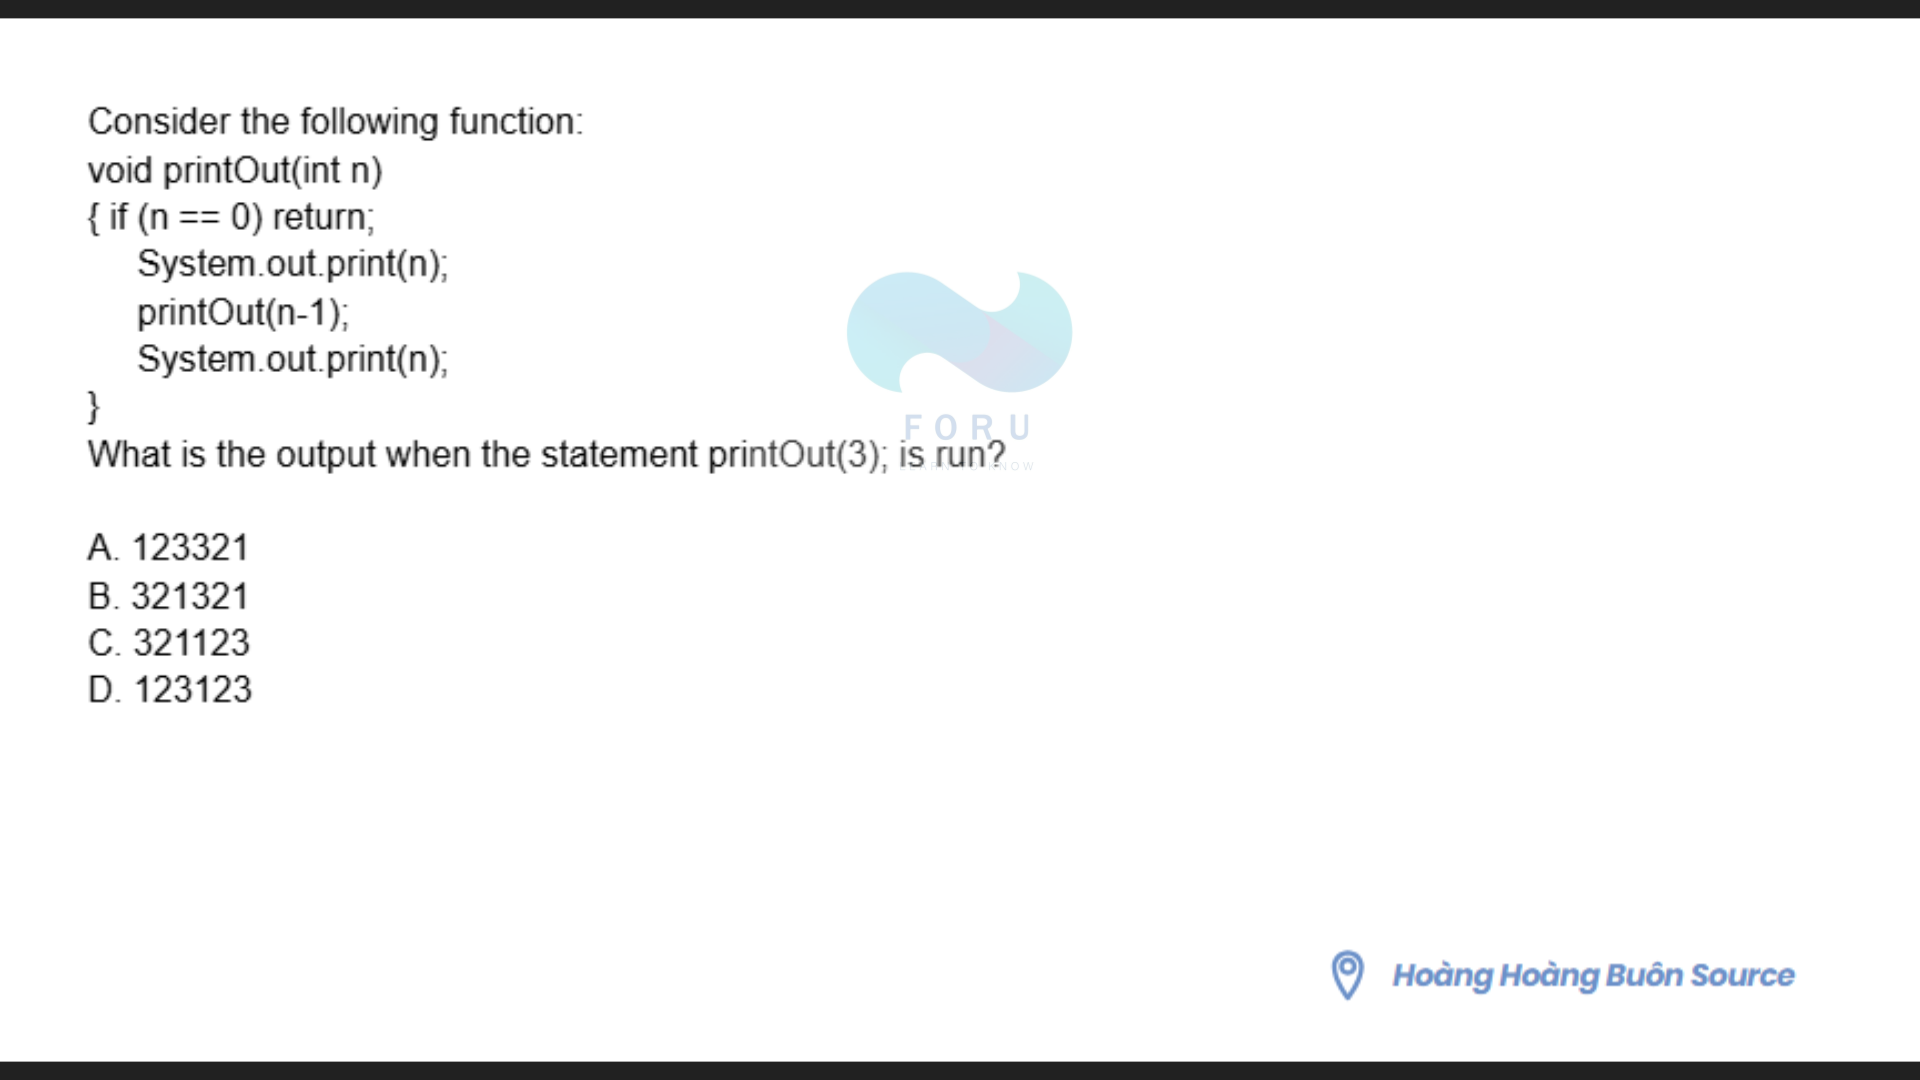 Consider the following function:
void printOut(int n)
{ if (n == 0) return;
System.out.print(n);
printOut(n-1);
System.out.print(n);
}
FORU
What is the output when the statement printOut(3); is run?
A. 123321
B. 321321
C. 321123
D. 123123
Hoàng Hoàng Buôn Source